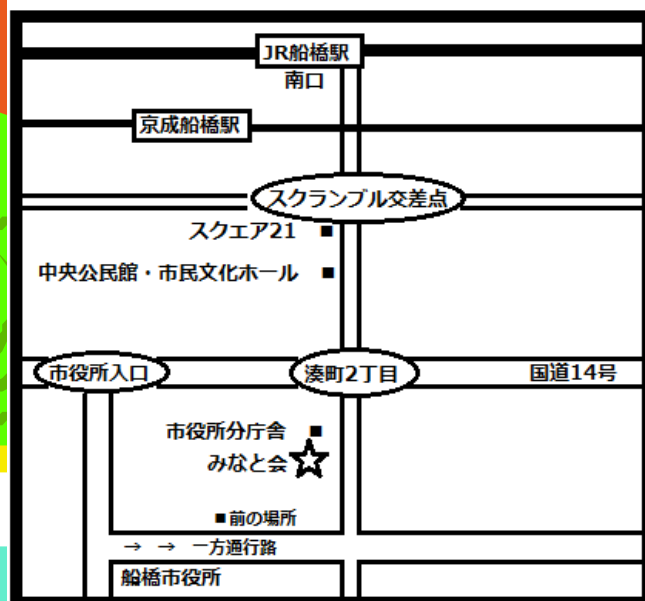 JR船橋駅
南口
京成船橋駅
スクランブル交差点
スクエア21 ■
中央公民館・市民文化ホール ■
市役所入口
湊町2丁目
国道14号
市役所分庁舎 ■
みなと会
■前の場所
→ → 一方通行路
船橋市役所